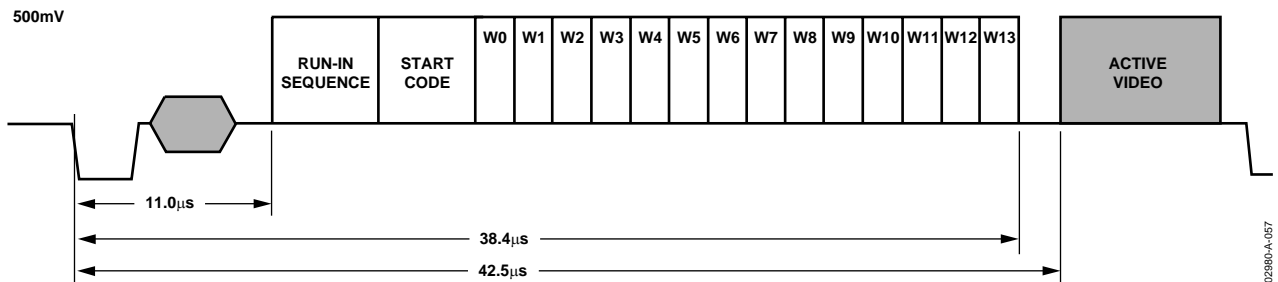 500mV
RUN-IN
SEQUENCE
START
CODE
W0 W1 W2 W3 W4 W5 W6 W7 W8 W9 W10 W11 W12 W13
ACTIVE
VIDEO
11.0μs
38.4μs
42.5μs
02980-A-057